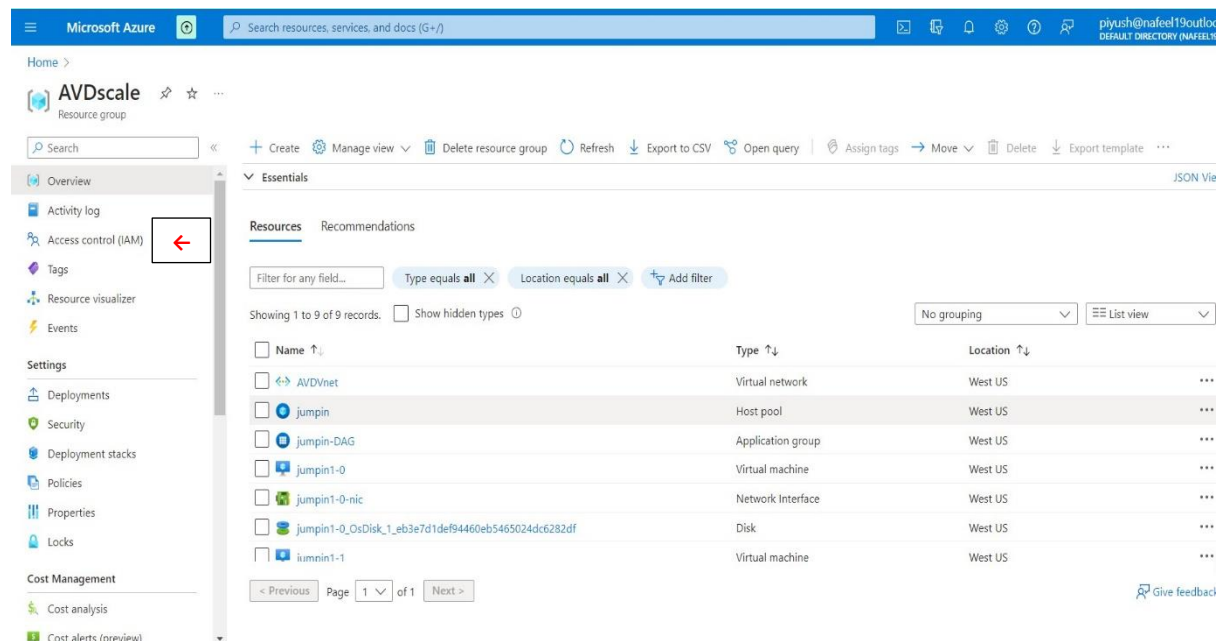 Microsoft Azure
Search resources, services, and docs (G+/)
piyush@nafeel19outloo
DEFAULT DIRECTORY (NAFEEL19
Home >
AVDscale
Resource group
Search
+ Create Manage view Delete resource group Refresh Export to CSV Open query Assign tags Move Delete Export template ...
Overview
Essentials
JSON Vie
Activity log
Access control (IAM)
Tags
Resource visualizer
Events
Settings
Deployments
Security
Deployment stacks
Policies
Properties
Locks
Cost Management
Cost analysis
Cost alerts (preview)
Resources Recommendations
Filter for any field... Type equals all Location equals all Add filter
Showing 1 to 9 of 9 records. Show hidden types No grouping List view
Name Type Location
AVDVnet Virtual network West US
jumpin Host pool West US
jumpin-DAG Application group West US
jumpin1-0 Virtual machine West US
jumpin1-0-nic Network Interface West US
jumpin1-0_OsDisk_1_eb3e7d1def94460eb5465024dc6282df Disk West US
jumpin1-1 Virtual machine West US
< Previous Page 1 of 1 Next >
Give feedback